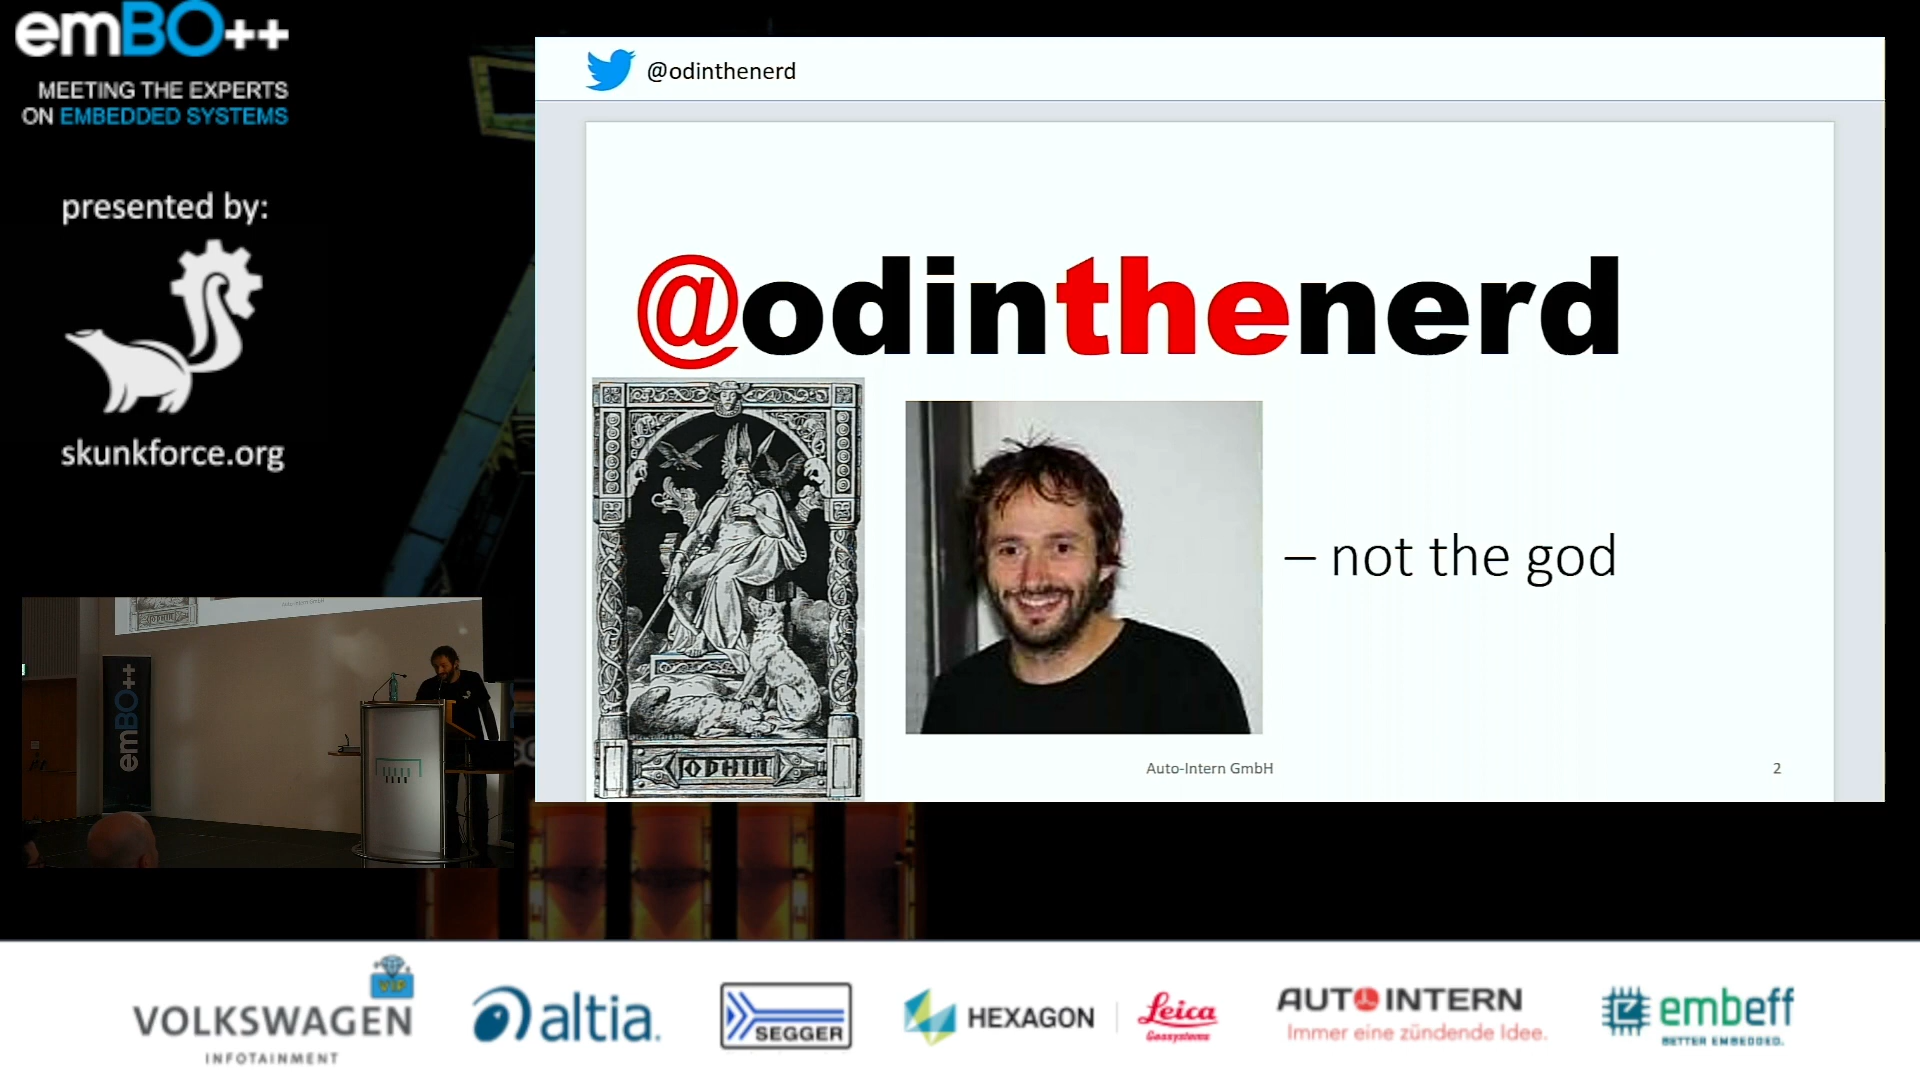 emBO++
MEETING THE EXPERTS
ON EMBEDDED SYSTEMS
presented by:
skunkforce.org
@odinthenerd
@odinthenerd
– not the god
ODHIN
Auto-Intern GmbH
2
emBO++
VIP
VOLKSWAGEN
INFOTAINMENT
altia.
SEGGER
HEXAGON
Leica
Geosystems
AUTOINTERN
Immer eine zündende Idee.
embeff
BETTER EMBEDDED.